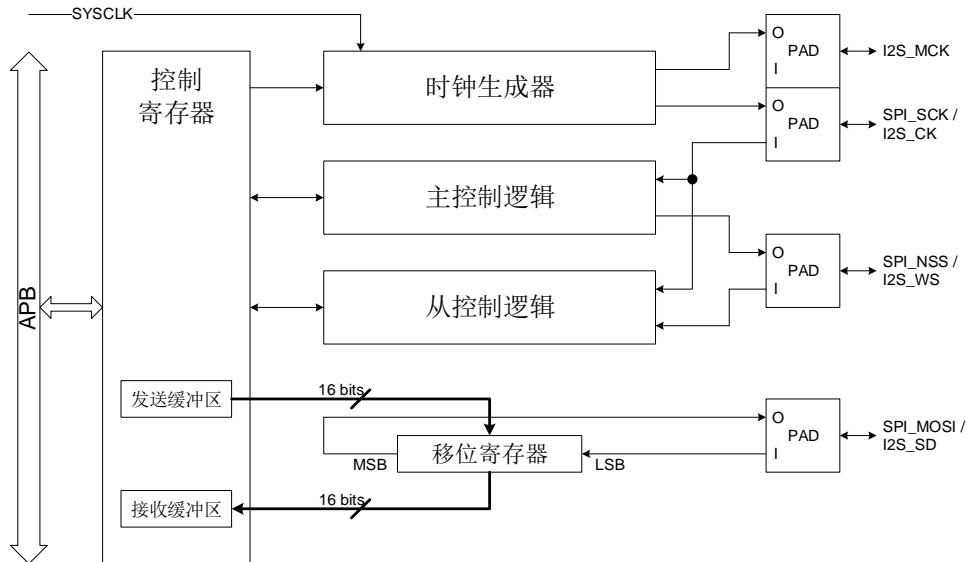 SYSCLK
O
PAD
I
I2S_MCK
控制
寄存器
时钟生成器
O
PAD
I
SPI_SCK /
I2S_CK
主控制逻辑
O
PAD
I
SPI_NSS /
I2S_WS
从控制逻辑
APB
发送缓冲区
16 bits
O
PAD
I
SPI_MOSI /
I2S_SD
MSB
移位寄存器
LSB
接收缓冲区
16 bits